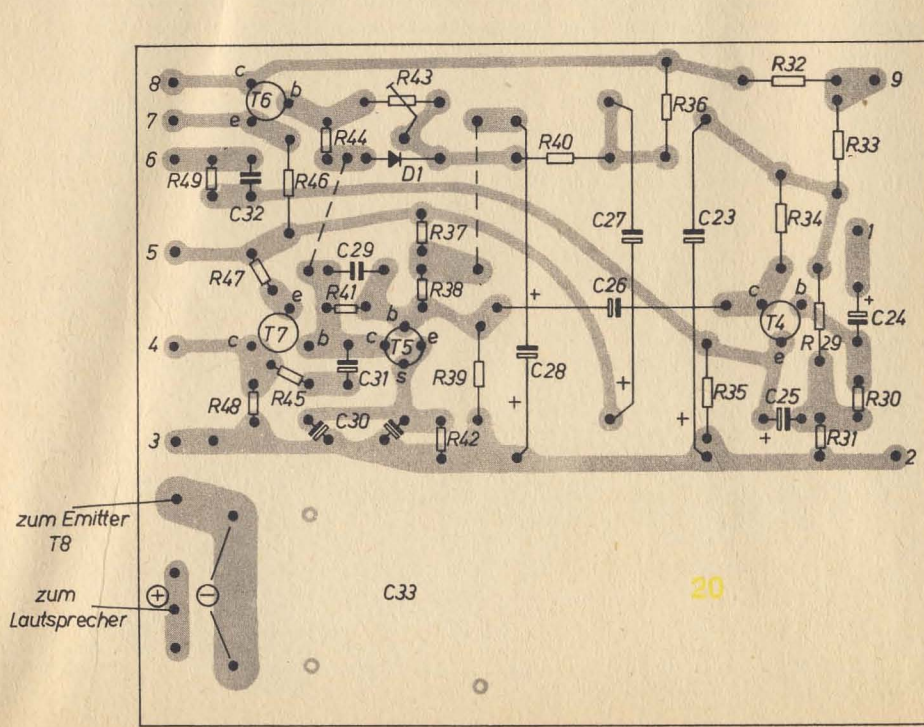 8
c
T6
b
R43
R32
9
7
e
R44
R36
R40
R33
6
R49
D1
C32
R46
R34
R37
C27
C23
1
5
C29
R47
R38
C26
+
e
R41
c
b
+
T7
b
T4
C24
4
c
b
c
T5
e
R29
C31
s
R39
C28
e
R45
+
R35
C25
R30
R48
+
C30
+
R42
+
R31
3
2
zum Emitter
T8
zum
Lautsprecher
+
−
C33
20